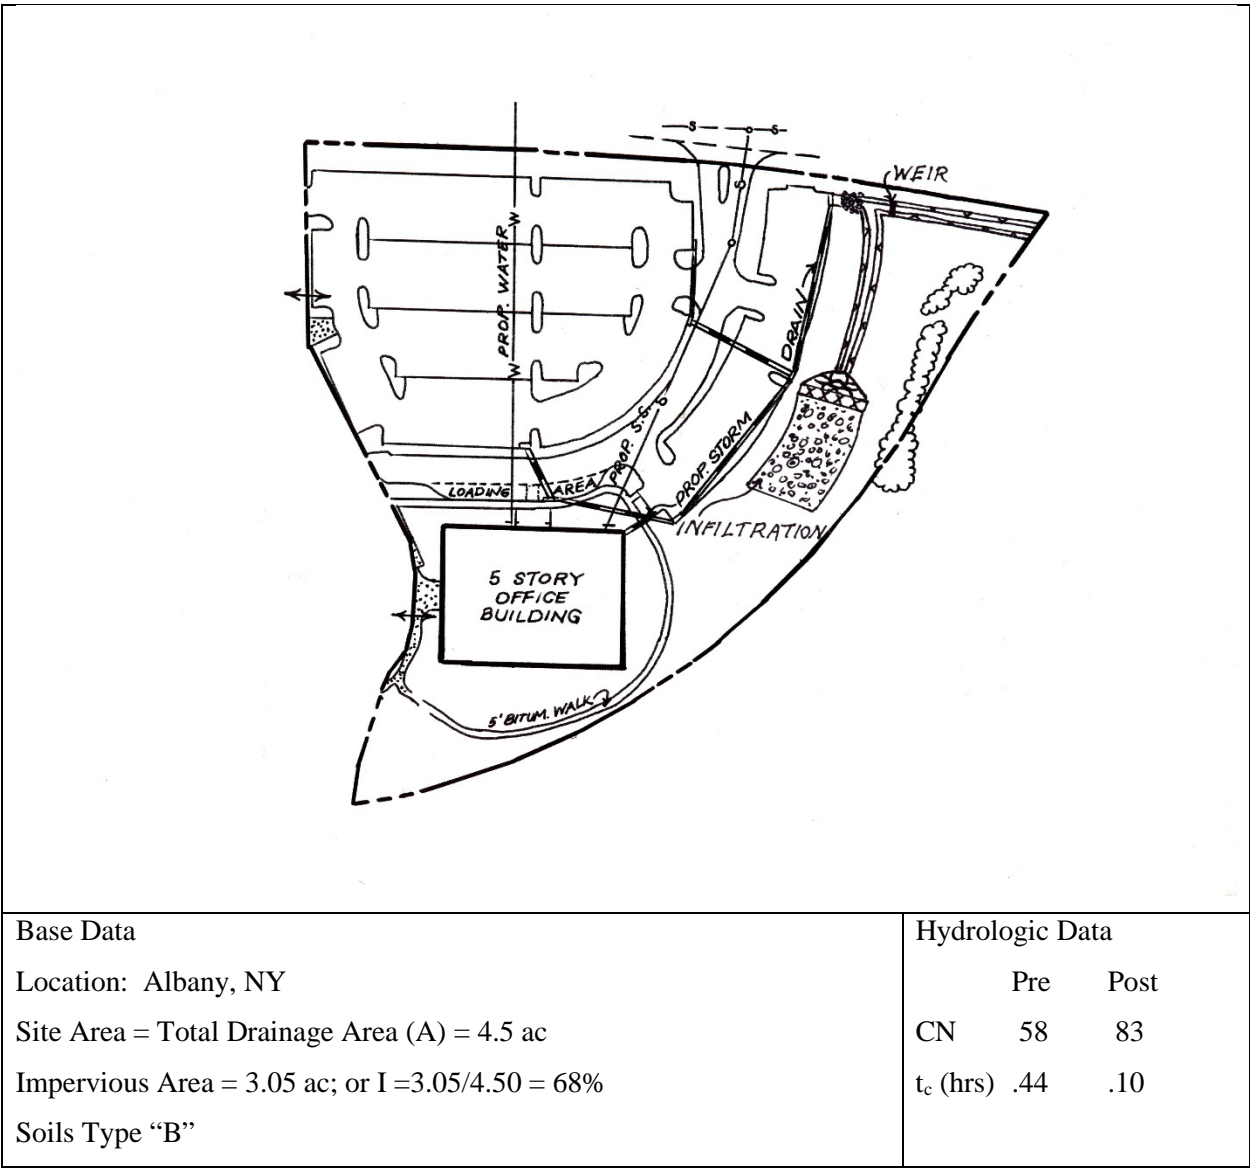 S S
WEIR
S
PROP. WATER
W
W
DRAIN
PROP. S.S.
PROP. STORM
LOADING AREA
INFILTRATION
5 STORY
OFFICE
BUILDING
5' BITUM. WALK
Base Data
Location: Albany, NY
Site Area = Total Drainage Area (A) = 4.5 ac
Impervious Area = 3.05 ac; or I =3.05/4.50 = 68%
Soils Type “B”
Hydrologic Data
Pre Post
CN 58 83
tc (hrs) .44 .10